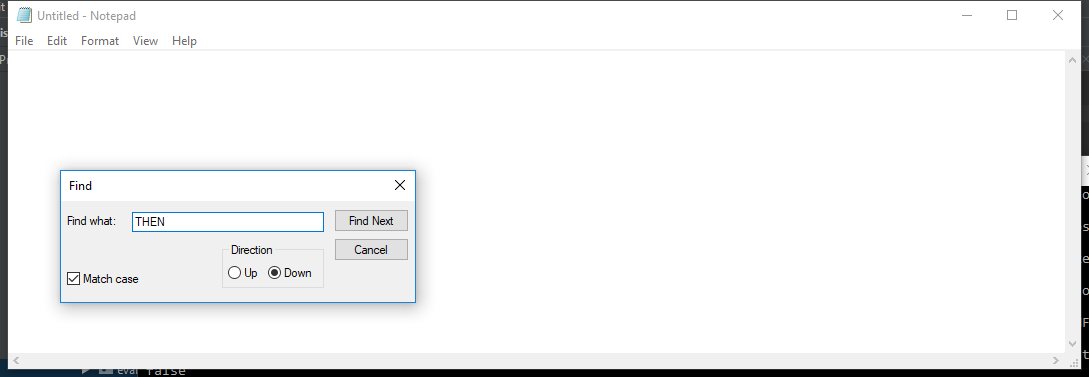 Untitled - Notepad
File Edit Format View Help
Find
Find what: THEN Find Next
Direction Cancel
Up Down
Match case
eval false